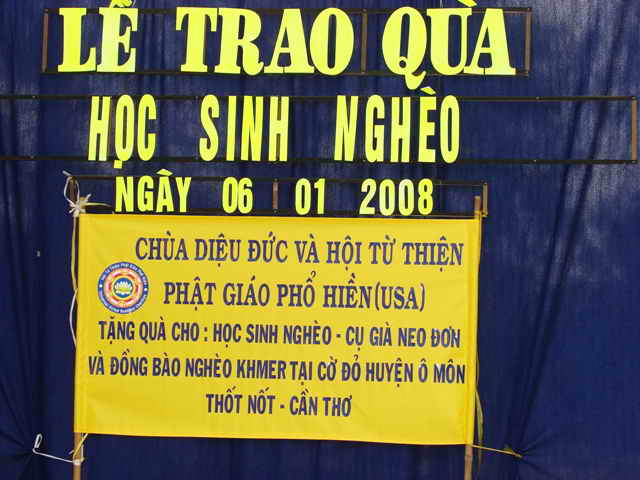 LỄ TRAO QÙA
HỌC SINH NGHÈO
NGÀY 06 01 2008
CHÙA DIỆU ĐỨC VÀ HỘI TỪ THIỆN
PHẬT GIÁO PHỔ HIỀN (USA)
TẶNG QUÀ CHO : HỌC SINH NGHÈO - CỤ GIÀ NEO ĐƠN
VÀ ĐỒNG BÀO NGHÈO KHMER TẠI CỜ ĐỎ HUYỆN Ô MÔN
THỐT NỐT - CẦN THƠ